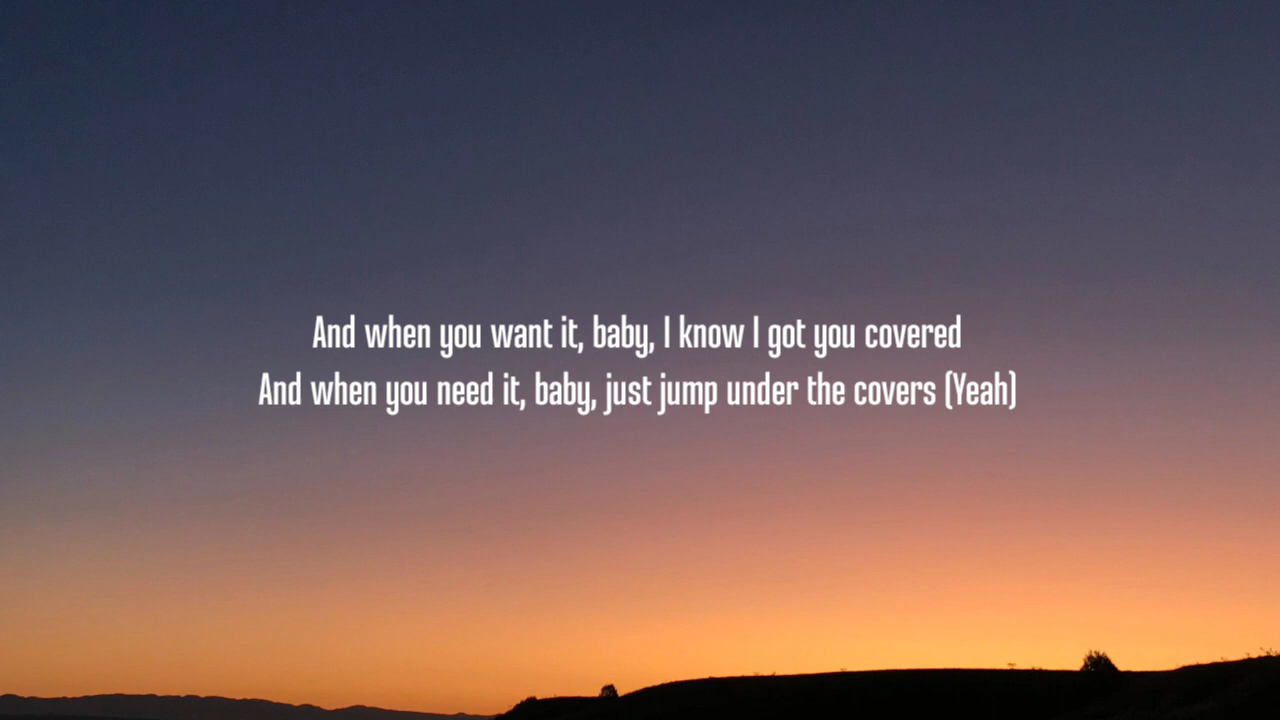 And when you want it, baby, I know I got you covered
And when you need it, baby, just jump under the covers (Yeah)